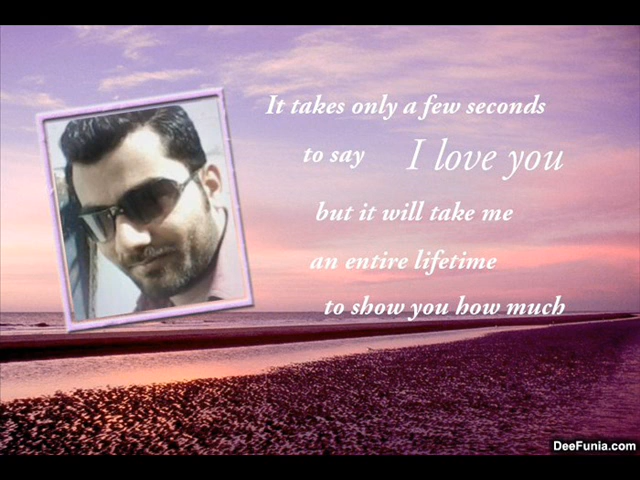 It takes only a few seconds
to say I love you
but it will take me
an entire lifetime
to show you how much
DeeFunia.com